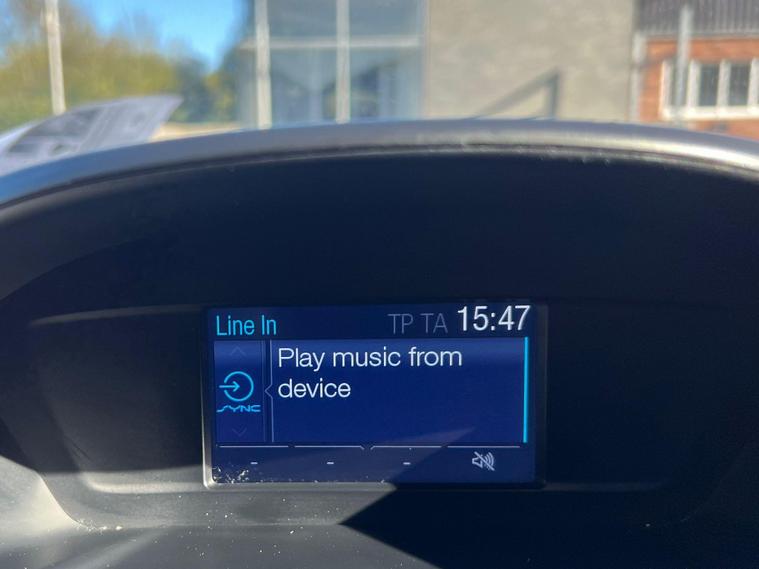 Line In
TP TA 15:47
Play music from
device
SYNC